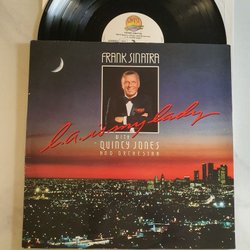 FRANK SINATRA
L.A. is my lady
WITH
QUINCY JONES
AND ORCHESTRA